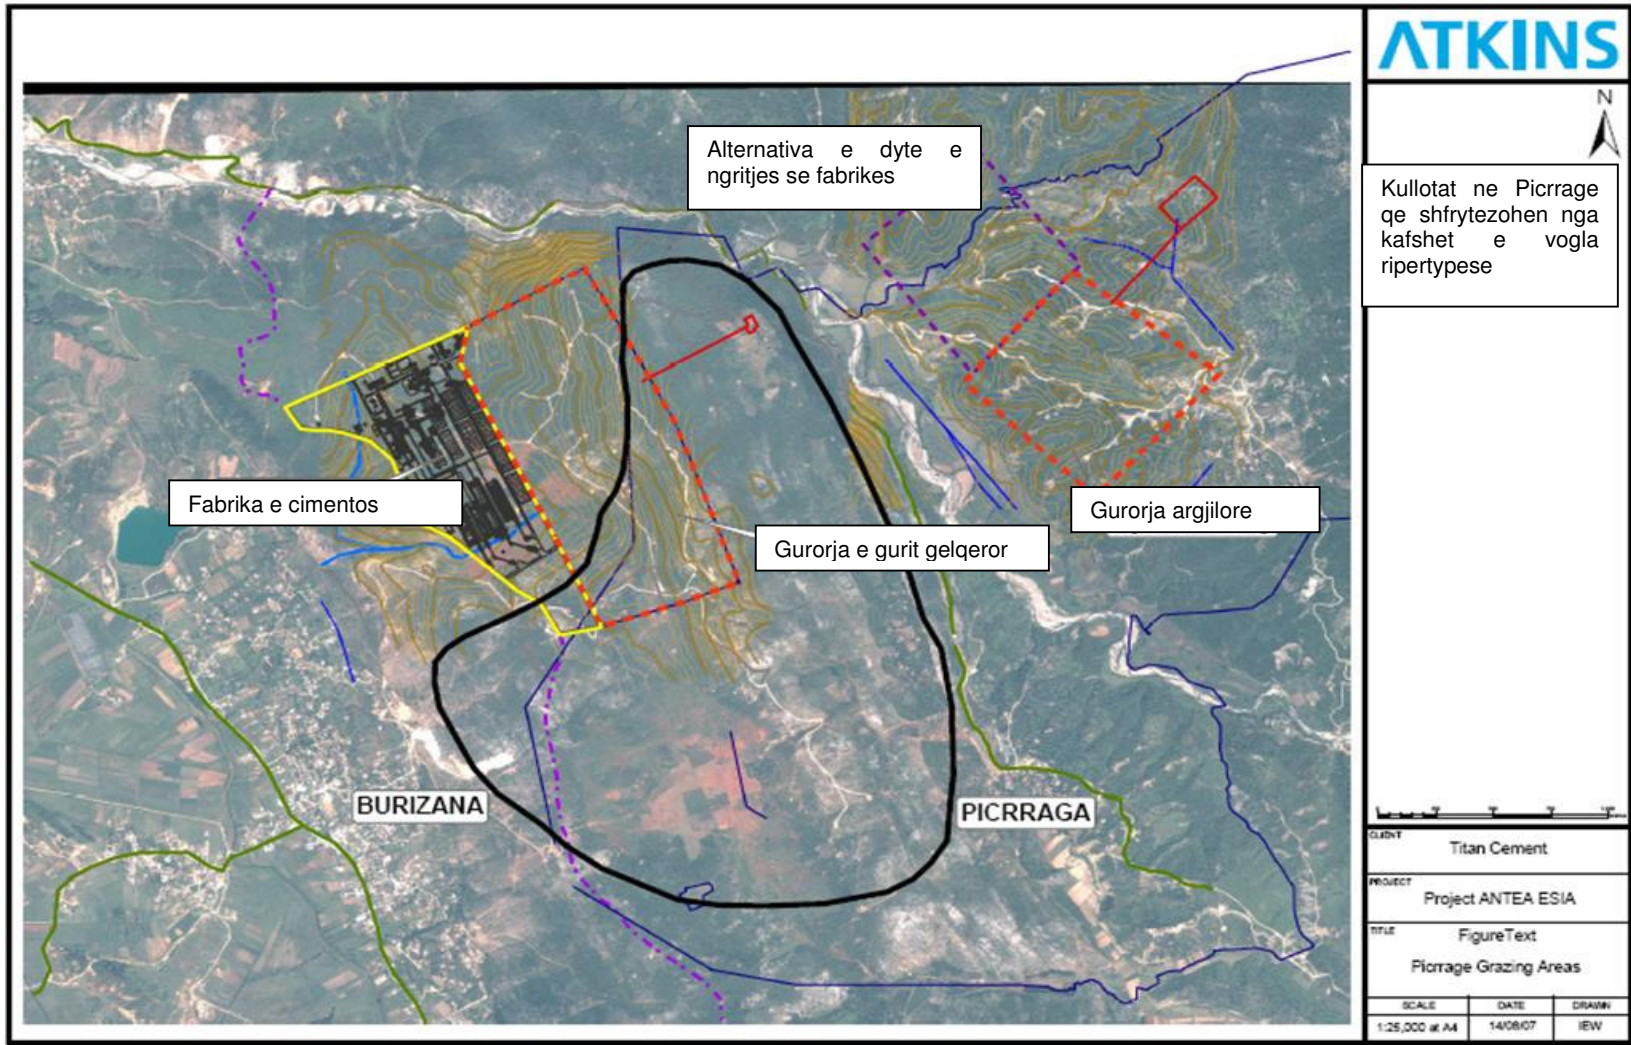 ATKINS
N
Alternativa e dyte e
ngritjes se fabrikes
Kullotat ne Picrrage
qe shfrytezohen nga
kafshet e vogla
ripertypese
Fabrika e cimentos
Gurorja e gurit gelqeror
Gurorja argjilore
BURIZANA
PICRRAGA
CLIENT
Titan Cement
PROJECT
Project ANTEA ESIA
TITLE
FigureText
Picrrage Grazing Areas
SCALE DATE DRAWN
1:25,000 at A4 14/08/07 IEW